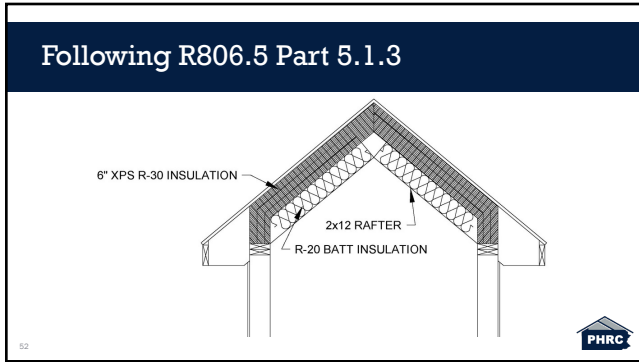 Following R806.5 Part 5.1.3
6" XPS R-30 INSULATION
2x12 RAFTER
R-20 BATT INSULATION
52
PHRC